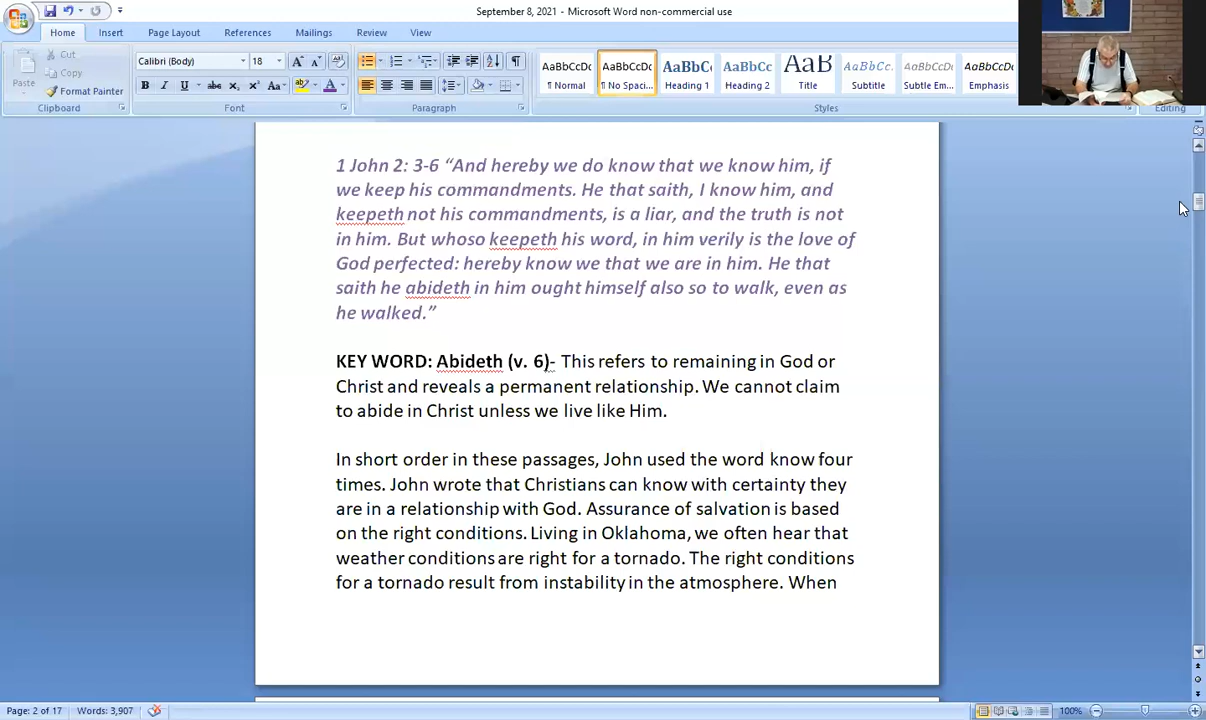 September 8, 2021 - Microsoft Word non-commercial use
Home Insert Page Layout References Mailings Review View
Paste
Cut
Copy
Format Painter
Clipboard
Calibri (Body) 18
Font
Paragraph
AaBbCcDc AaBbCcDc AaBbCc AaBbCc AaB AaBbCc. AaBbCcDc AaBbCcDc
¶ Normal ¶ No Spaci... Heading 1 Heading 2 Title Subtitle Subtle Em... Emphasis
Styles
Editing
1 John 2: 3-6 “And hereby we do know that we know him, if
we keep his commandments. He that saith, I know him, and
keepeth not his commandments, is a liar, and the truth is not
in him. But whoso keepeth his word, in him verily is the love of
God perfected: hereby know we that we are in him. He that
saith he abideth in him ought himself also so to walk, even as
he walked.”
KEY WORD: Abideth (v. 6)- This refers to remaining in God or
Christ and reveals a permanent relationship. We cannot claim
to abide in Christ unless we live like Him.
In short order in these passages, John used the word know four
times. John wrote that Christians can know with certainty they
are in a relationship with God. Assurance of salvation is based
on the right conditions. Living in Oklahoma, we often hear that
weather conditions are right for a tornado. The right conditions
for a tornado result from instability in the atmosphere. When
Page: 2 of 17 Words: 3,907 100%